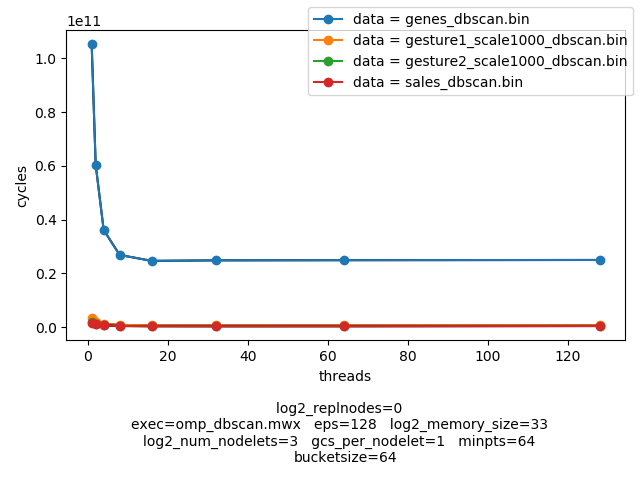 1e11
data = genes_dbscan.bin
data = gesture1_scale1000_dbscan.bin
data = gesture2_scale1000_dbscan.bin
data = sales_dbscan.bin
1.0
0.8
0.6
0.4
0.2
0.0
cycles
0 20 40 60 80 100 120
threads
log2_replnodes=0
exec=omp_dbscan.mwx eps=128 log2_memory_size=33
log2_num_nodelets=3 gcs_per_nodelet=1 minpts=64
bucketsize=64